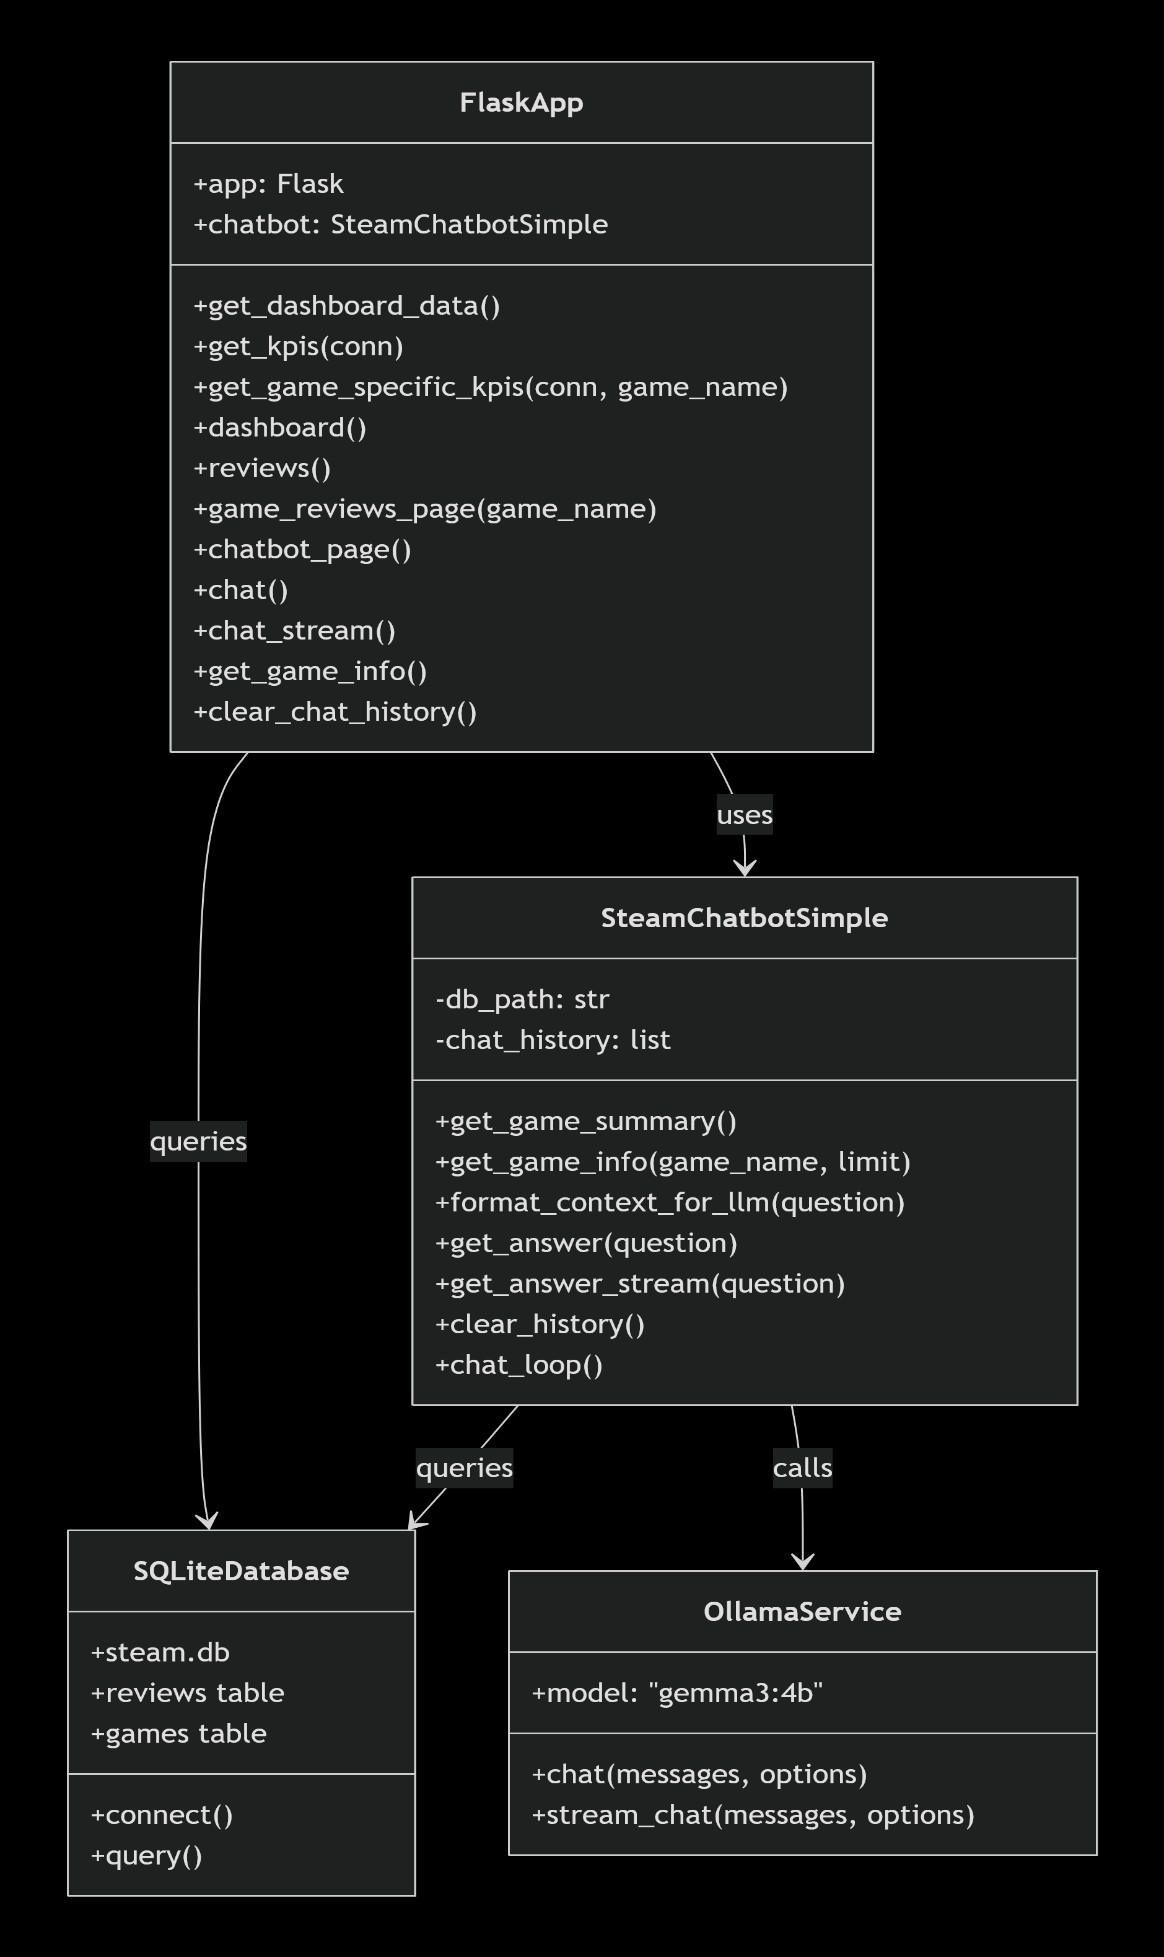 FlaskApp
+app: Flask
+chatbot: SteamChatbotSimple
+get_dashboard_data()
+get_kpis(conn)
+get_game_specific_kpis(conn, game_name)
+dashboard()
+reviews()
+game_reviews_page(game_name)
+chatbot_page()
+chat()
+chat_stream()
+get_game_info()
+clear_chat_history()
uses
SteamChatbotSimple
-db_path: str
-chat_history: list
+get_game_summary()
+get_game_info(game_name, limit)
+format_context_for_llm(question)
+get_answer(question)
+get_answer_stream(question)
+clear_history()
+chat_loop()
queries
queries
calls
SQLiteDatabase
+steam.db
+reviews table
+games table
+connect()
+query()
OllamaService
+model: "gemma3:4b"
+chat(messages, options)
+stream_chat(messages, options)